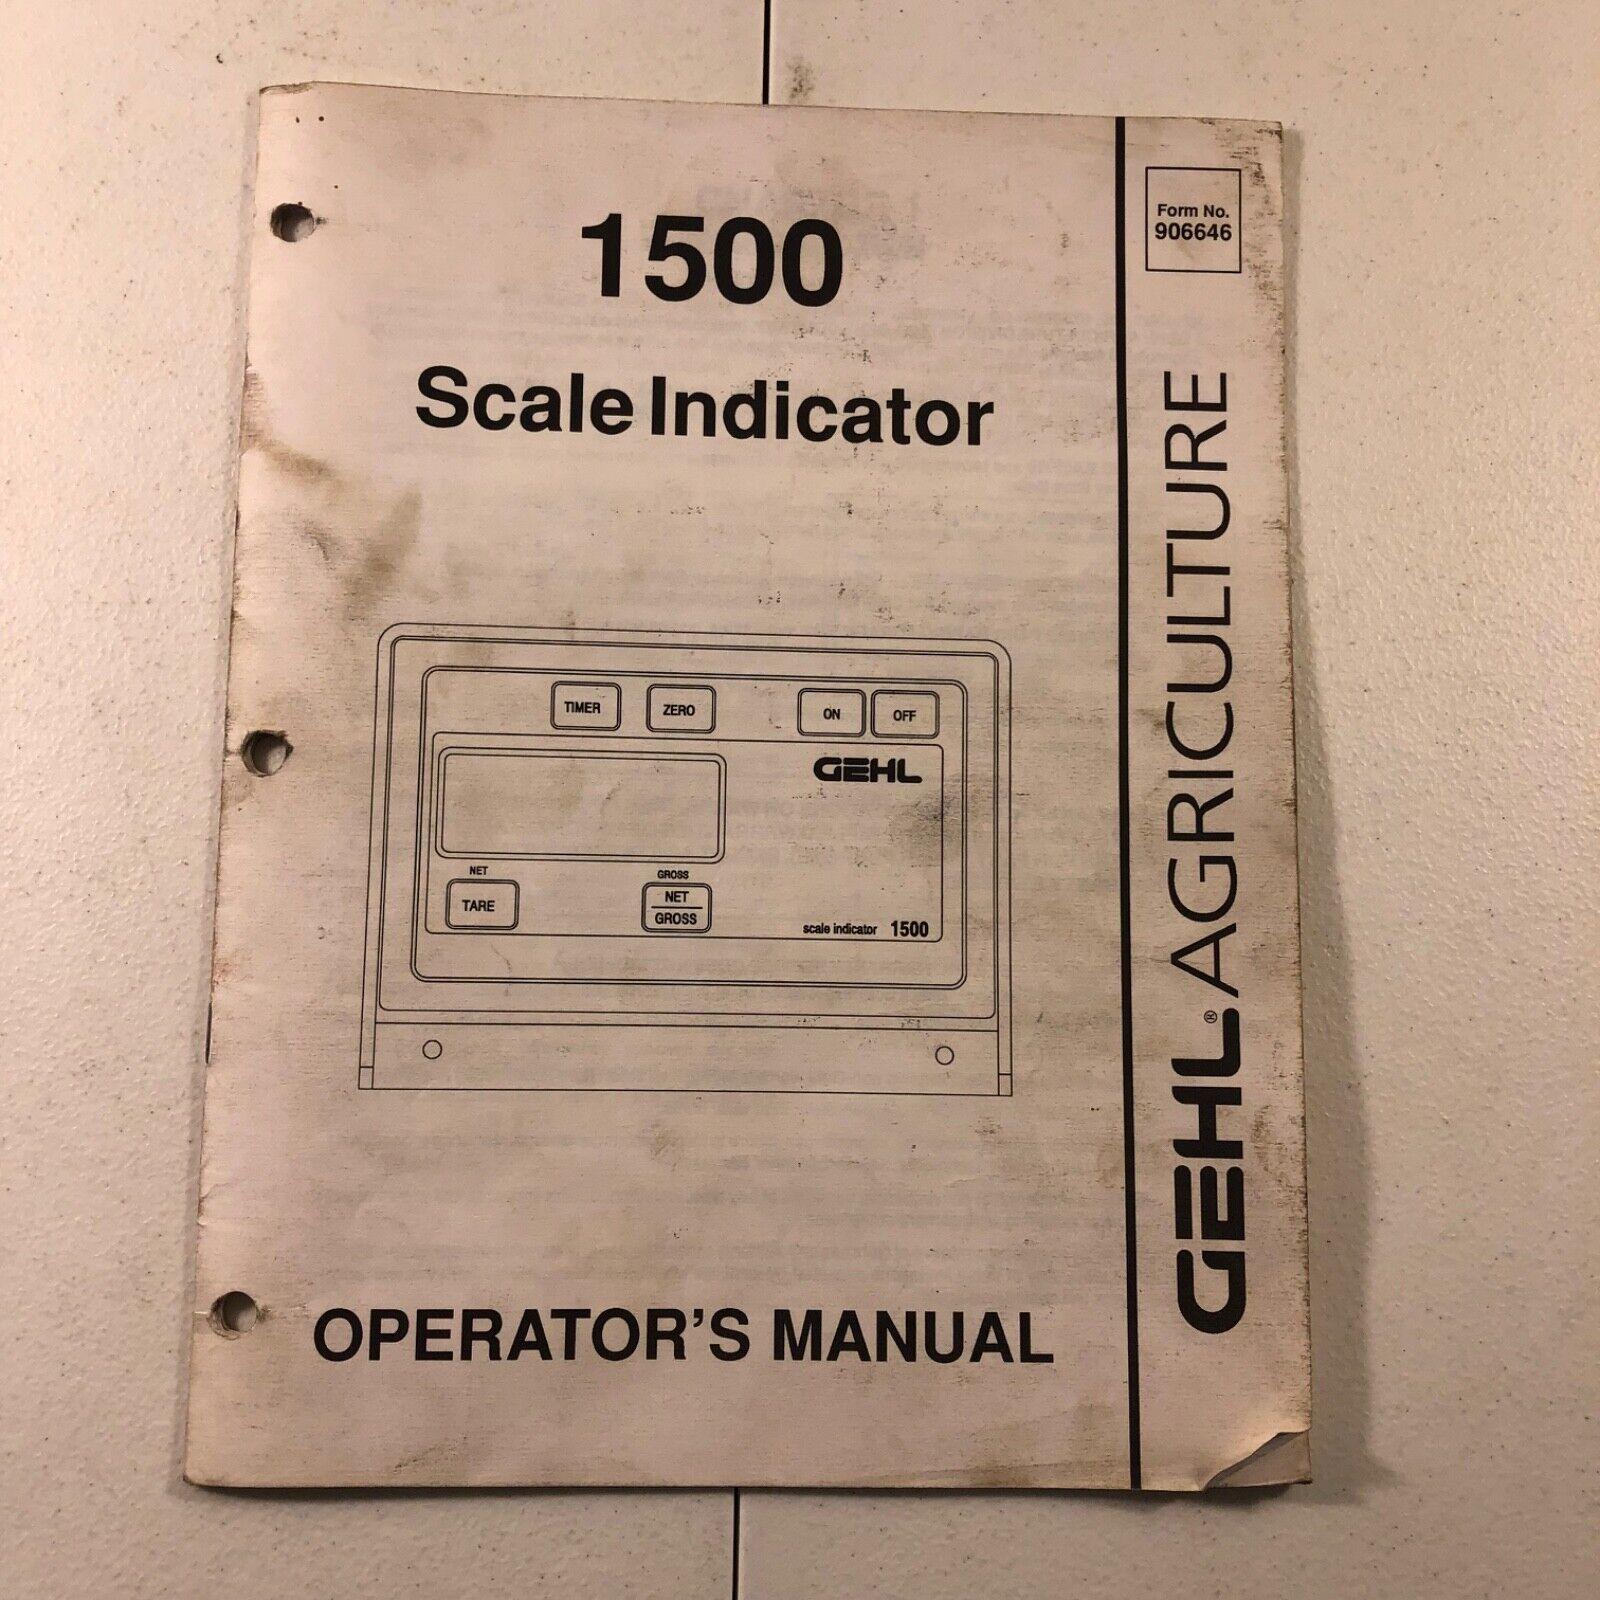 1500
Scale Indicator
Form No.
906646
TIMER
ZERO
ON
OFF
GEHL
NET
GROSS
TARE
NET
GROSS
scale indicator 1500
OPERATOR'S MANUAL
GEHL® AGRICULTURE